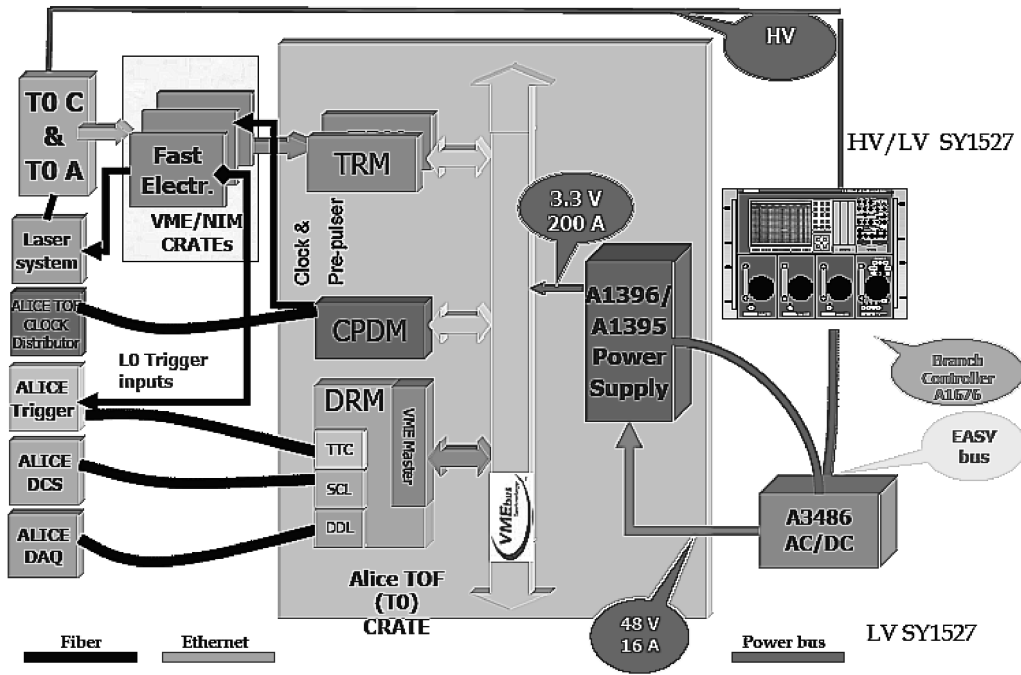 HV
T0 C
&
T0 A
Fast
Electr.
VME/NIM
CRATEs
TRM
Clock &
Pre-pulser
3.3 V
200 A
HV/LV SY1527
Laser
system
ALICE TOF
CLOCK
Distributor
CPDM
A1396/
A1395
Power
Supply
L0 Trigger
inputs
Branch
Controller
A1676
ALICE
Trigger
DRM
VME Master
TTC
EASY
bus
ALICE
DCS
SCL
VMEbus
Technology
A3486
AC/DC
ALICE
DAQ
DDL
Alice TOF
(T0)
CRATE
48 V
16 A
LV SY1527
Fiber
Ethernet
Power bus